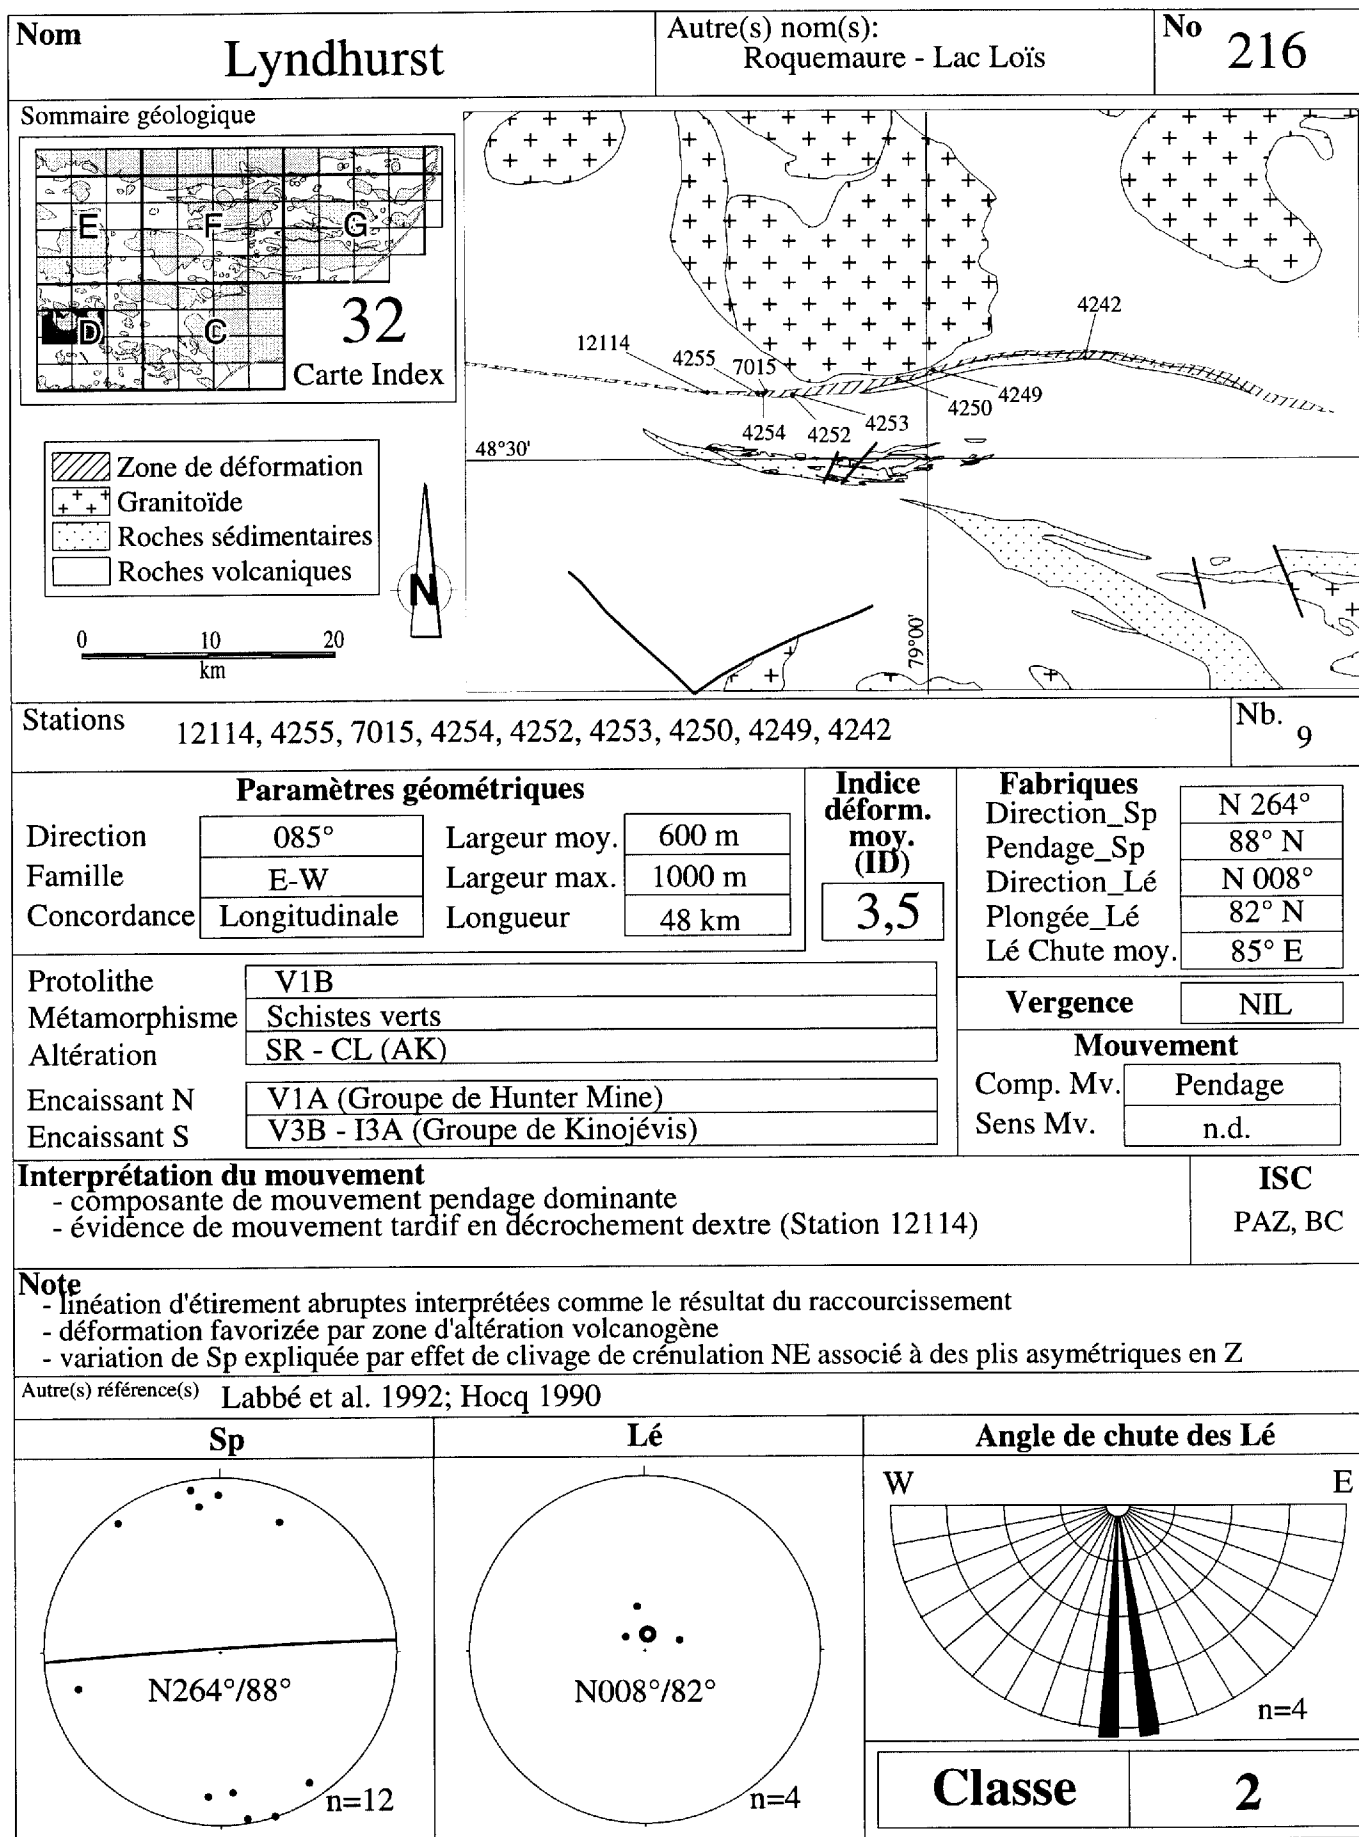 Nom
Lyndhurst
Autre(s) nom(s):
Roquemaure - Lac Loïs
No 216
Sommaire géologique
E F G
D C
32
Carte Index
Zone de déformation
Granitoïde
Roches sédimentaires
Roches volcaniques
N
0 10 20
km
12114
4255
7015
4242
4254
4252
4253
4250
4249
48°30'
79°00'
Stations 12114, 4255, 7015, 4254, 4252, 4253, 4250, 4249, 4242
Nb. 9
Paramètres géométriques
Direction 085° Largeur moy. 600 m
Famille E-W Largeur max. 1000 m
Concordance Longitudinale Longueur 48 km
Indice
déform.
moy.
(ID)
3,5
Fabriques
Direction_Sp N 264°
Pendage_Sp 88° N
Direction_Lé N 008°
Plongée_Lé 82° N
Lé Chute moy. 85° E
Protolithe V1B
Métamorphisme Schistes verts
Altération SR - CL (AK)
Encaissant N V1A (Groupe de Hunter Mine)
Encaissant S V3B - I3A (Groupe de Kinojévis)
Vergence NIL
Mouvement
Comp. Mv. Pendage
Sens Mv. n.d.
Interprétation du mouvement
- composante de mouvement pendage dominante
- évidence de mouvement tardif en décrochement dextre (Station 12114)
ISC
PAZ, BC
Note
- linéation d'étirement abruptes interprétées comme le résultat du raccourcissement
- déformation favorizée par zone d'altération volcanogène
- variation de Sp expliquée par effet de clivage de crénulation NE associé à des plis asymétriques en Z
Autre(s) référence(s) Labbé et al. 1992; Hocq 1990
Sp
N264°/88°
n=12
Lé
N008°/82°
n=4
Angle de chute des Lé
W E
n=4
Classe 2